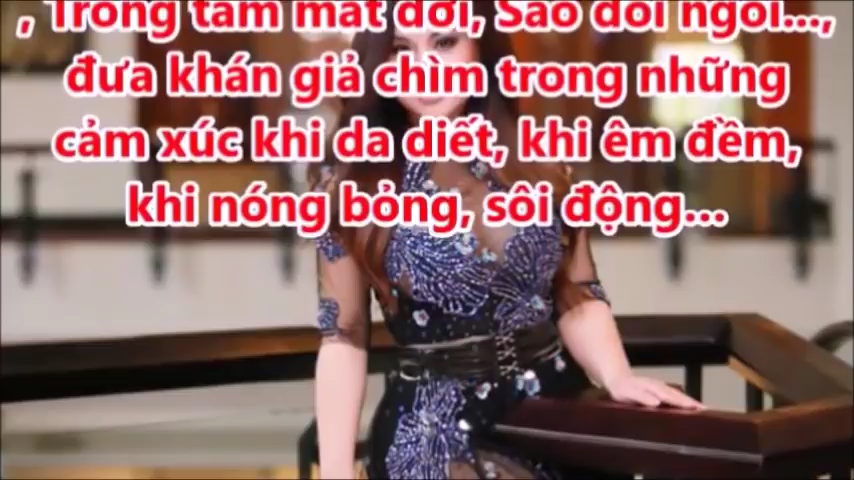 , Trong tầm mắt đời, Sao đổi ngôi...,
đưa khán giả chìm trong những
cảm xúc khi da diết, khi êm đềm,
khi nóng bỏng, sôi động...